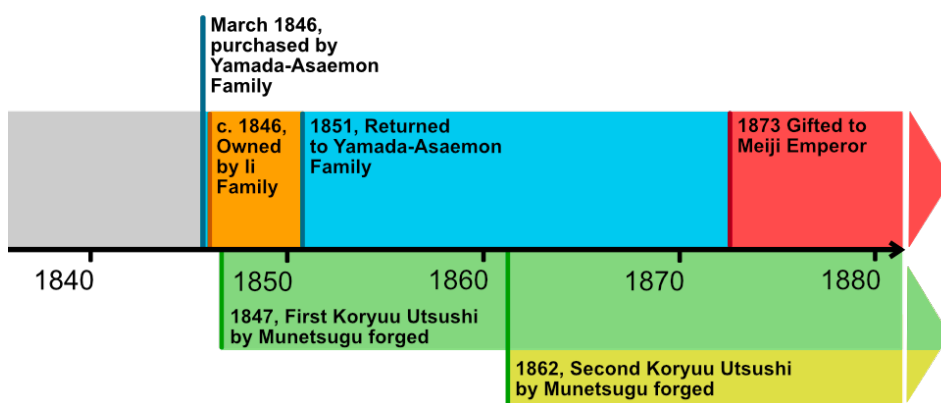 March 1846,
purchased by
Yamada-Asaemon
Family
c. 1846,
Owned
by Ii
Family
1851, Returned
to Yamada-Asaemon
Family
1873 Gifted to
Meiji Emperor
1840
1850
1860
1870
1880
1847, First Koryuu Utsushi
by Munetsugu forged
1862, Second Koryuu Utsushi
by Munetsugu forged